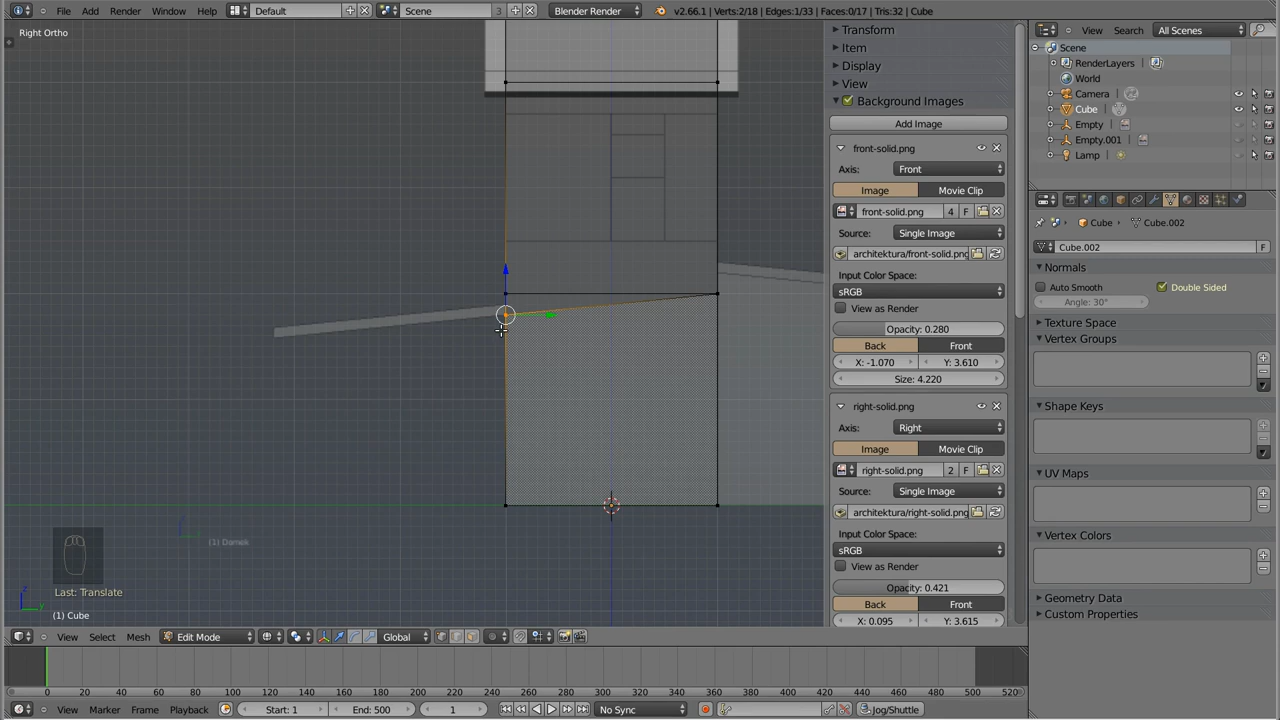 File Add Render Window Help Default Scene 3 Blender Render v2.66.1 | Verts:2/18 | Edges:1/33 | Faces:0/17 | Tris:32 | Cube
Right Ortho
(1) Domek
Last: Translate
(1) Cube
View Select Mesh Edit Mode Global
Transform
Item
Display
View
Background Images
Add Image
front-solid.png
Axis: Front
Image Movie Clip
front-solid.png 4 F
Source: Single Image
architektura/front-solid.png
Input Color Space:
sRGB
View as Render
Opacity: 0.280
Back Front
X: -1.070 Y: 3.610
Size: 4.220
right-solid.png
Axis: Right
Image Movie Clip
right-solid.png 2 F
Source: Single Image
architektura/right-solid.png
Input Color Space:
sRGB
View as Render
Opacity: 0.421
Back Front
X: 0.095 Y: 3.615
View Search All Scenes
Scene
RenderLayers
World
Camera
Cube
Empty
Empty.001
Lamp
Cube Cube.002
Cube.002 F
Normals
Auto Smooth Double Sided
Angle: 30°
Texture Space
Vertex Groups
Shape Keys
UV Maps
Vertex Colors
Geometry Data
Custom Properties
0 20 40 60 80 100 120 140 160 180 200 220 240 260 280 300 320 340 360 380 400 420 440 460 480 500 520
View Marker Frame Playback Start: 1 End: 500 1 No Sync Jog/Shuttle